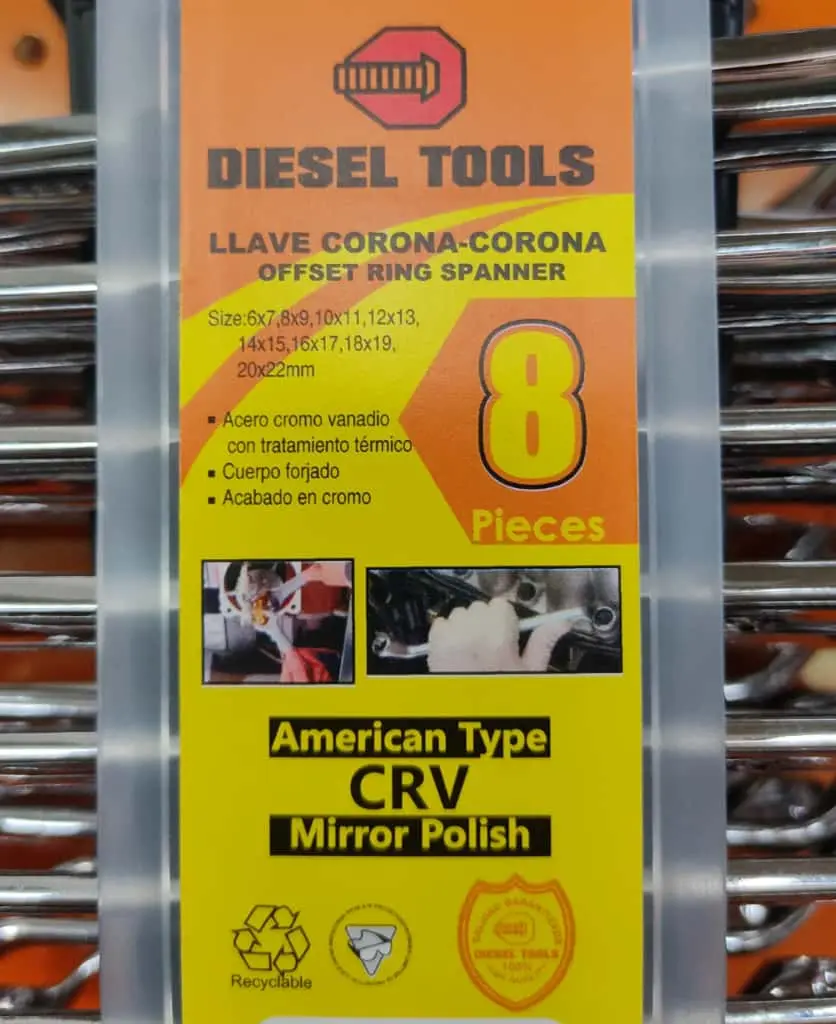 DIESEL TOOLS
LLAVE CORONA-CORONA
OFFSET RING SPANNER
Size:6x7,8x9,10x11,12x13,
14x15,16x17,18x19,
20x22mm
8
Pieces
▪ Acero cromo vanadio
con tratamiento térmico
▪ Cuerpo forjado
▪ Acabado en cromo
American Type
CRV
Mirror Polish
Recyclable
DIESEL TOOLS
100%